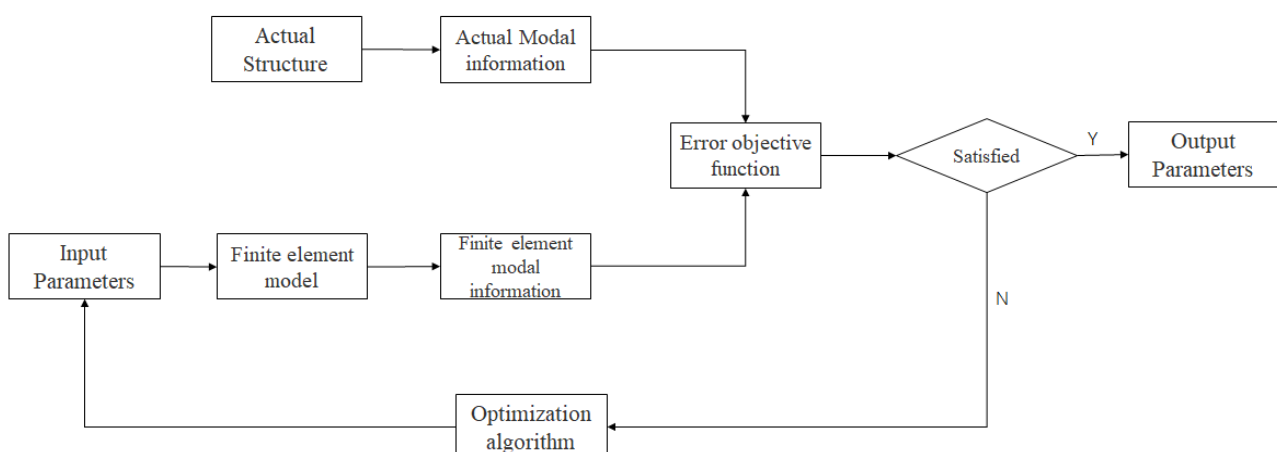 Actual
Structure
Actual Modal
information
Error objective
function
Satisfied
Y
Output
Parameters
Input
Parameters
Finite element
model
Finite element
modal
information
N
Optimization
algorithm